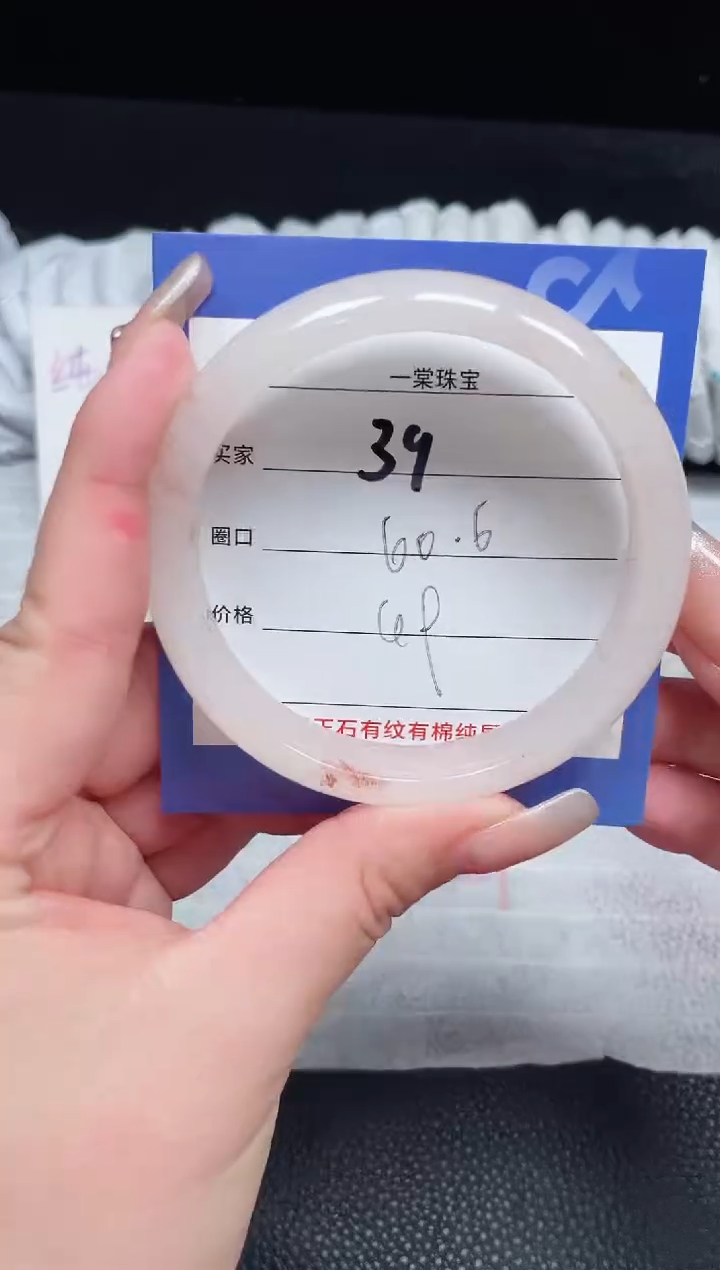 一棠珠宝
买家 39
圈口 60.6
价格
玉石有纹有棉纯
纯